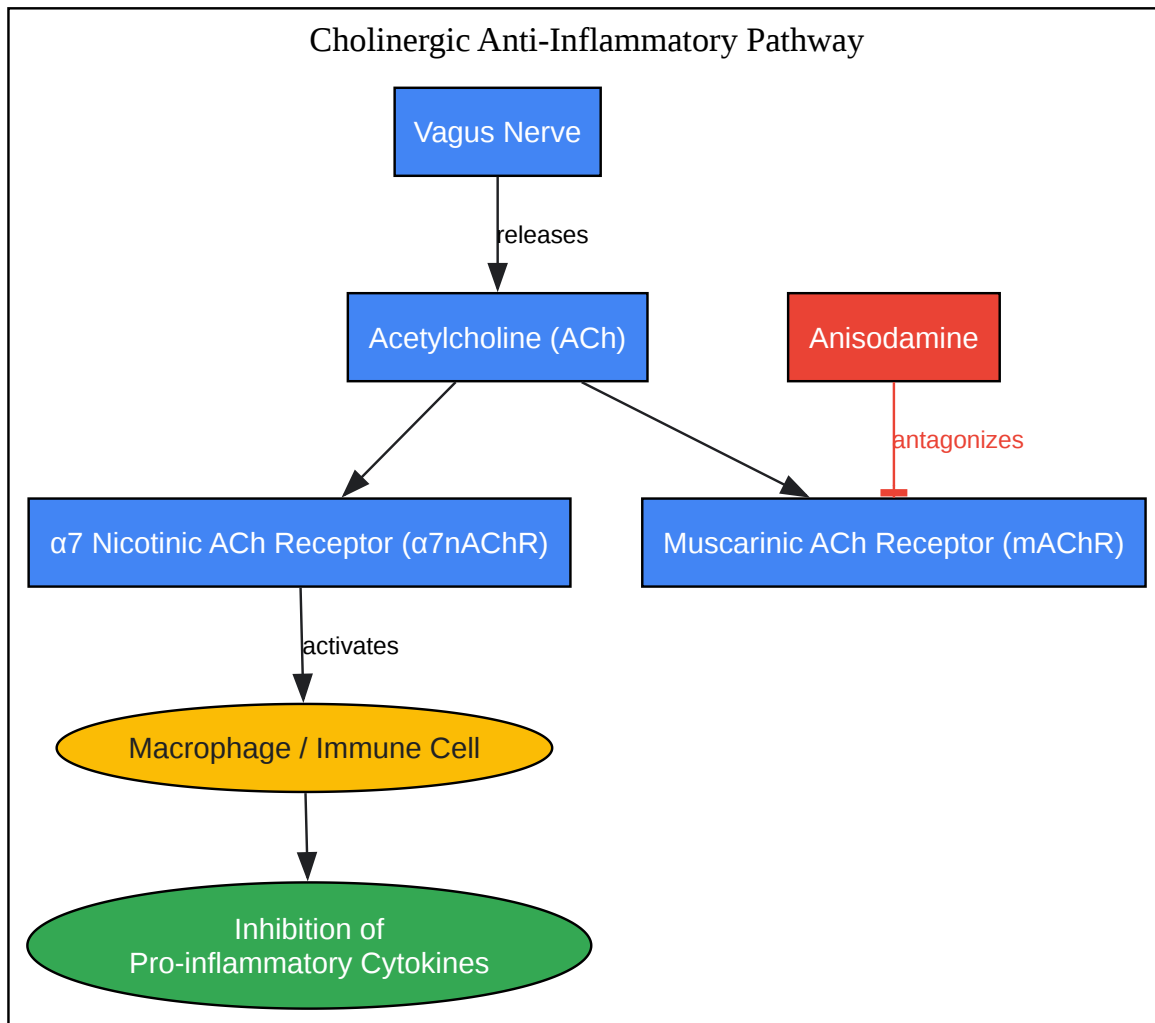 Cholinergic Anti-Inflammatory Pathway
Vagus Nerve
releases
Acetylcholine (ACh)
Anisodamine
antagonizes
α7 Nicotinic ACh Receptor (α7nAChR)
Muscarinic ACh Receptor (mAChR)
activates
Macrophage / Immune Cell
Inhibition of
Pro-inflammatory Cytokines